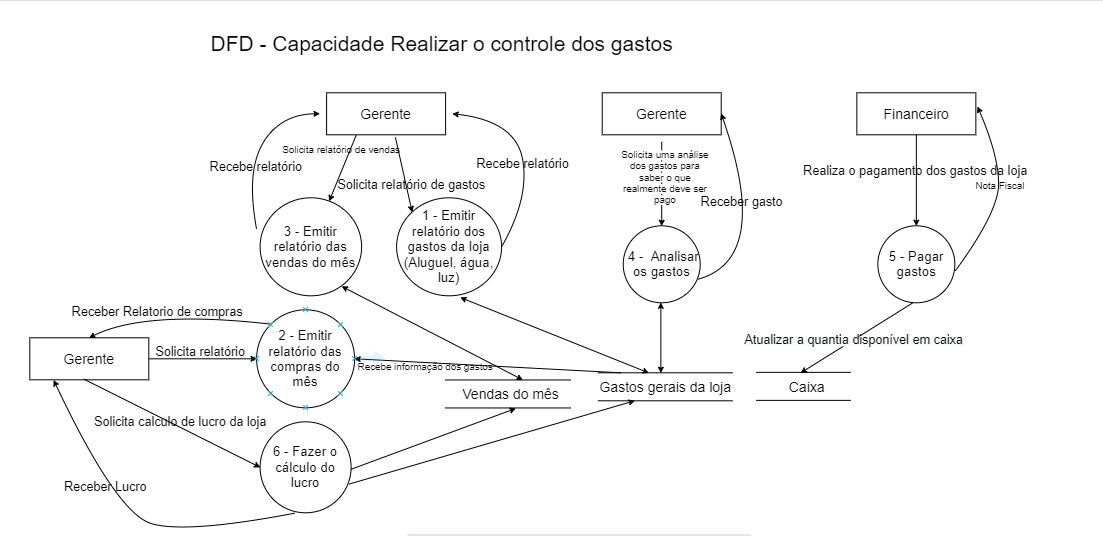 DFD - Capacidade Realizar o controle dos gastos
Gerente
Gerente
Financeiro
Solicita relatório de vendas
Recebe relatório
Recebe relatório
Solicita relatório de gastos
Solicita uma análise
dos gastos para
saber o que
realmente deve ser
pago
Receber gasto
Realiza o pagamento dos gastos da loja
Nota Fiscal
3 - Emitir
relatório das
vendas do mês
1 - Emitir
relatório dos
gastos da loja
(Aluguel, água,
luz)
4 - Analisar
os gastos
5 - Pagar
gastos
Receber Relatorio de compras
Gerente
Solicita relatório
2 - Emitir
relatório das
compras do
mês
Recebe informação dos gastos
Atualizar a quantia disponível em caixa
Vendas do mês
Gastos gerais da loja
Caixa
Solicita calculo de lucro da loja
6 - Fazer o
cálculo do
lucro
Receber Lucro